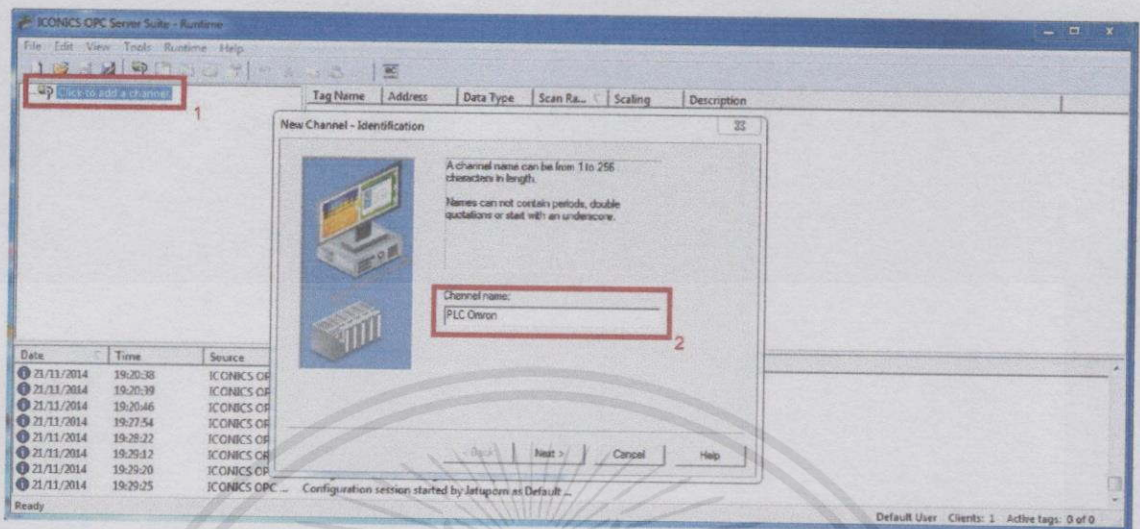 ICONICS OPC Server Suite - Runtime
File Edit View Tools Runtime Help
Click to add a channel
1
Tag Name Address Data Type Scan Ra... Scaling Description
New Channel - Identification
A channel name can be from 1 to 256
characters in length.
Names can not contain periods, double
quotations or start with an underscore.
Channel name:
PLC Omron
2
< Back Next > Cancel Help
Date Time Source
21/11/2014 19:20:38 ICONICS OP
21/11/2014 19:20:39 ICONICS OP
21/11/2014 19:20:46 ICONICS OP
21/11/2014 19:27:54 ICONICS OP
21/11/2014 19:28:22 ICONICS OP
21/11/2014 19:29:12 ICONICS OP
21/11/2014 19:29:20 ICONICS OP
21/11/2014 19:29:25 ICONICS OPC ... Configuration session started by Jatuporn as Default ...
Ready Default User Clients: 1 Active tags: 0 of 0